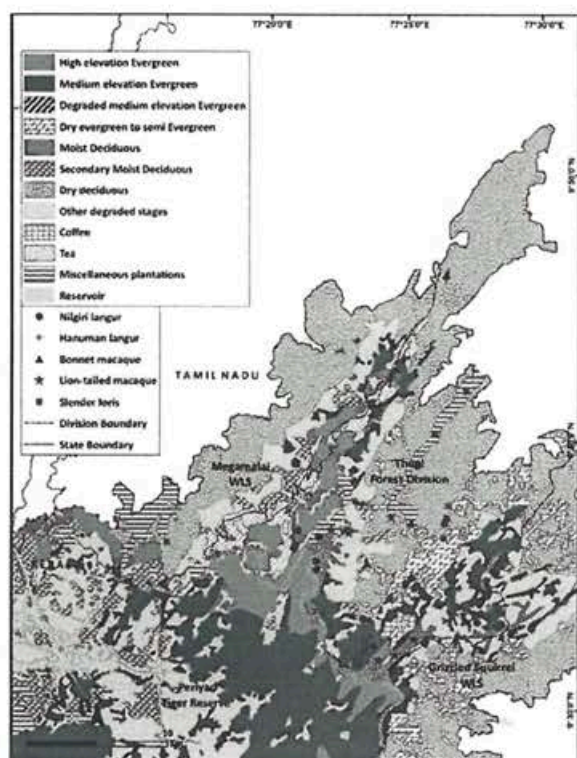 77°20'0"E
77°25'0"E
77°30'0"E
High elevation Evergreen
Medium elevation Evergreen
Degraded medium elevation Evergreen
Dry evergreen to semi Evergreen
Moist Deciduous
Secondary Moist Deciduous
Dry deciduous
Other degraded stages
Coffee
Tea
Miscellaneous plantations
Reservoir
Nilgiri langur
Hanuman langur
Bonnet macaque
Lion-tailed macaque
Slender loris
Division Boundary
State Boundary
TAMIL NADU
Megamalai
WLS
Theni
Forest Division
KERALA
Grizzled Squirrel
WLS
Periyar
Tiger Reserve